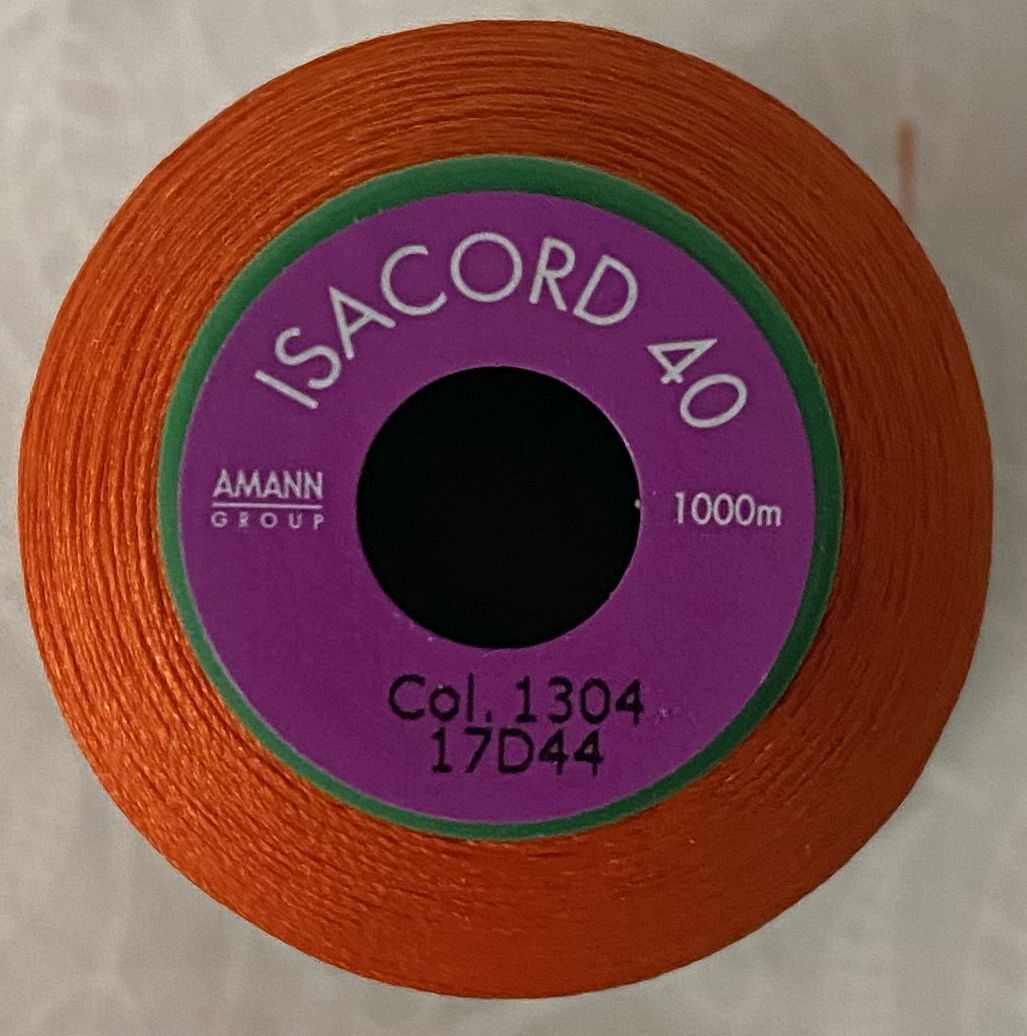 ISACORD 40
AMANN
GROUP
1000m
Col. 1304
17D44